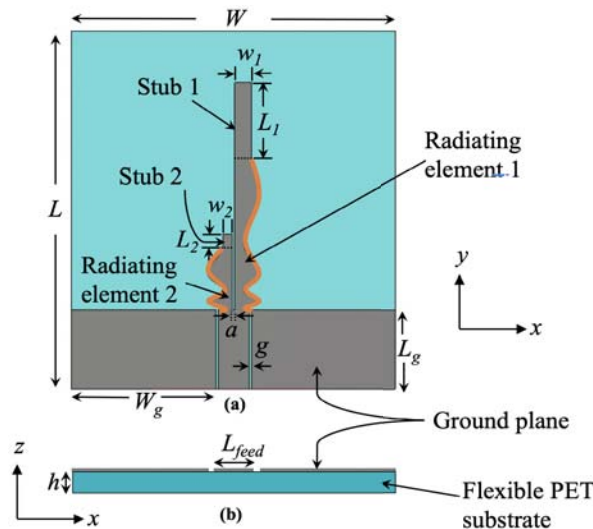 W
w1
Stub 1
L1
Radiating
element 1
Stub 2
w2
L
L2
Radiating
element 2
y
x
a
g
Lg
Wg
(a)
Ground plane
z
Lfeed
h
x
(b)
Flexible PET
substrate